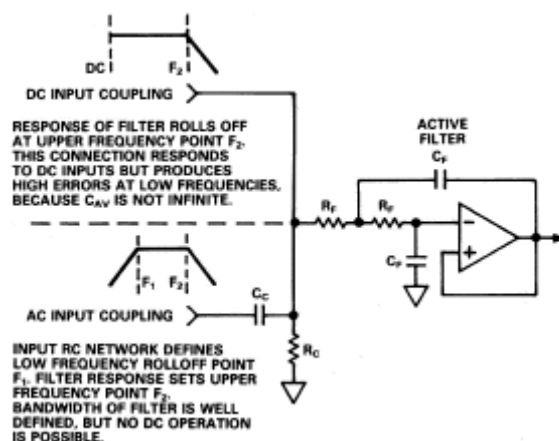 DC
F2
DC INPUT COUPLING
RESPONSE OF FILTER ROLLS OFF
AT UPPER FREQUENCY POINT F2.
THIS CONNECTION RESPONDS
TO DC INPUTS BUT PRODUCES
HIGH ERRORS AT LOW FREQUENCIES,
BECAUSE CAV IS NOT INFINITE.
ACTIVE
FILTER
CF
RF
RF
−
+
CF
F1
F2
CC
AC INPUT COUPLING
RC
INPUT RC NETWORK DEFINES
LOW FREQUENCY ROLLOFF POINT
F1. FILTER RESPONSE SETS UPPER
FREQUENCY POINT F2.
BANDWIDTH OF FILTER IS WELL
DEFINED, BUT NO DC OPERATION
IS POSSIBLE.